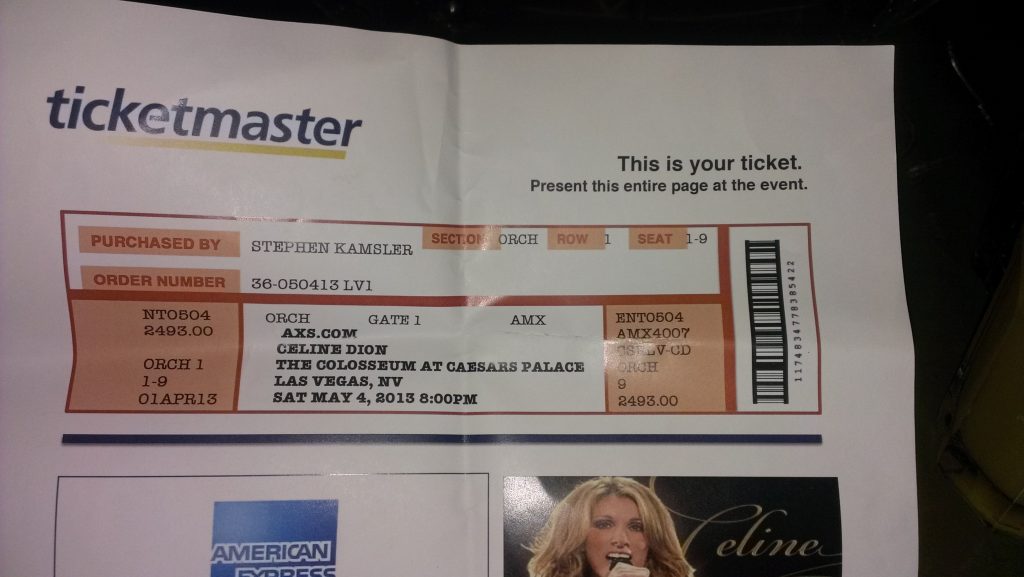 ticketmaster
This is your ticket.
Present this entire page at the event.
PURCHASED BY STEPHEN KAMSLER SECTION ORCH ROW 1 SEAT 1-9
ORDER NUMBER 36-050413 LV1
NT0504
2493.00
ORCH 1
1-9
01APR13
ORCH GATE 1 AMX
AXS.COM
CELINE DION
THE COLOSSEUM AT CAESARS PALACE
LAS VEGAS, NV
SAT MAY 4, 2013 8:00PM
ENT0504
AMX4007
ORCH
9
2493.00
1174834778385422
AMERICAN
EXPRESS
Celine